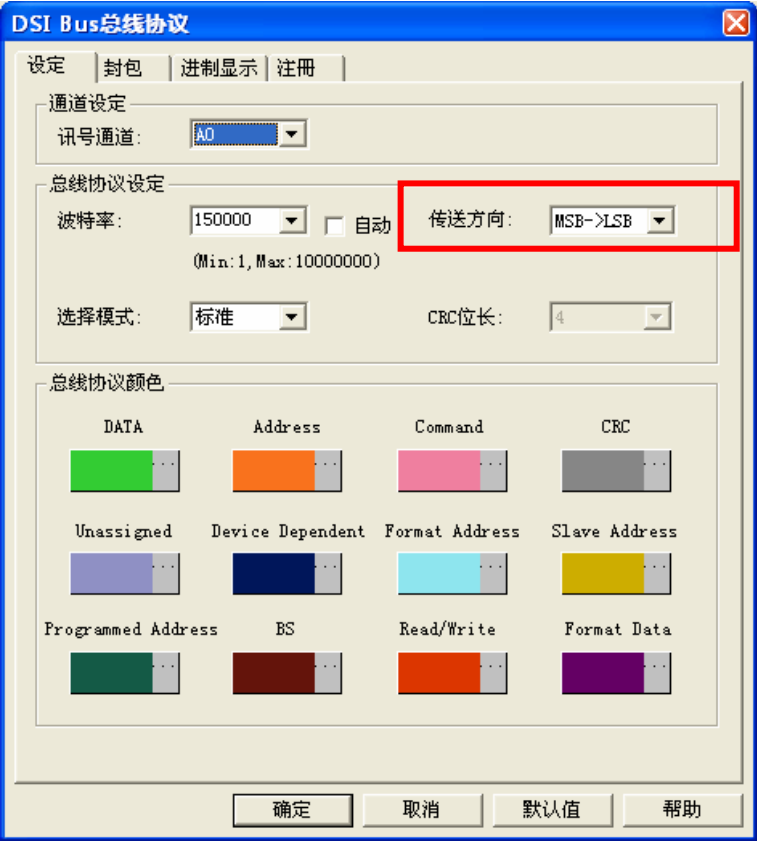 DSI Bus总线协议
设定 封包 进制显示 注冊
通道设定
讯号通道: A0
总线协议设定
波特率: 150000 自动 传送方向: MSB->LSB
(Min:1,Max:10000000)
选择模式: 标准 CRC位长: 4
总线协议颜色
DATA Address Command CRC
... ... ... ...
Unassigned Device Dependent Format Address Slave Address
... ... ... ...
Programmed Address BS Read/Write Format Data
... ... ... ...
确定 取消 默认值 帮助